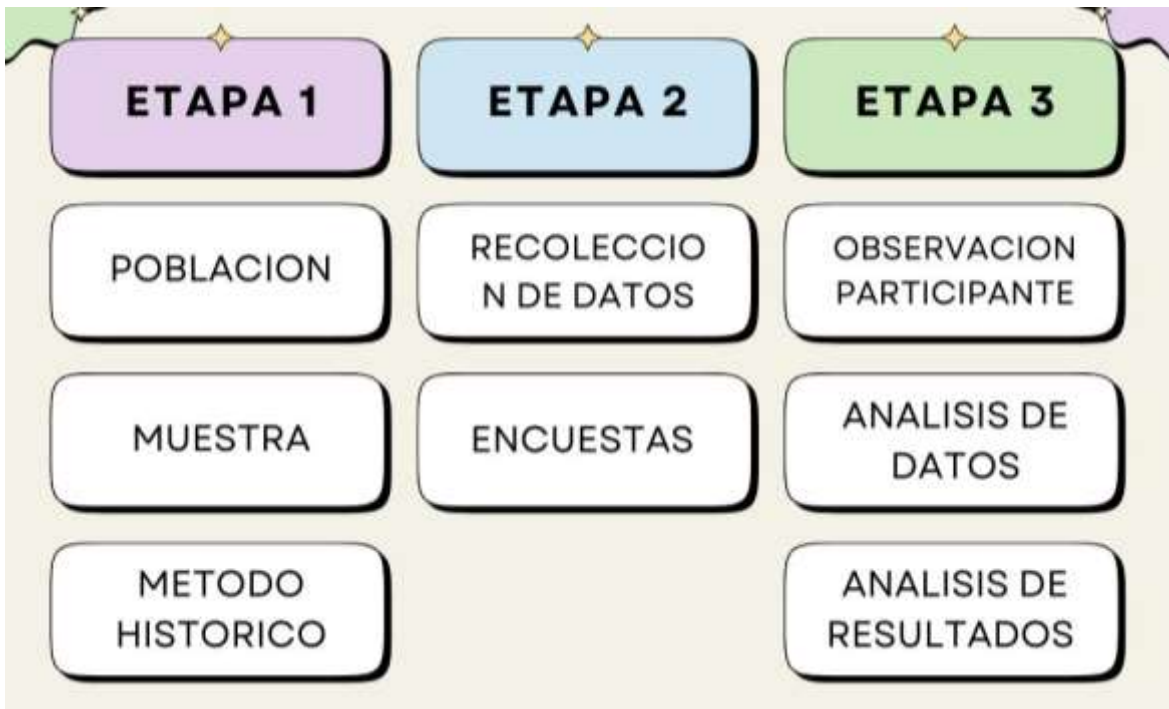 ETAPA 1
ETAPA 2
ETAPA 3
POBLACION
RECOLECCIO
N DE DATOS
OBSERVACION
PARTICIPANTE
MUESTRA
ENCUESTAS
ANALISIS DE
DATOS
METODO
HISTORICO
ANALISIS DE
RESULTADOS